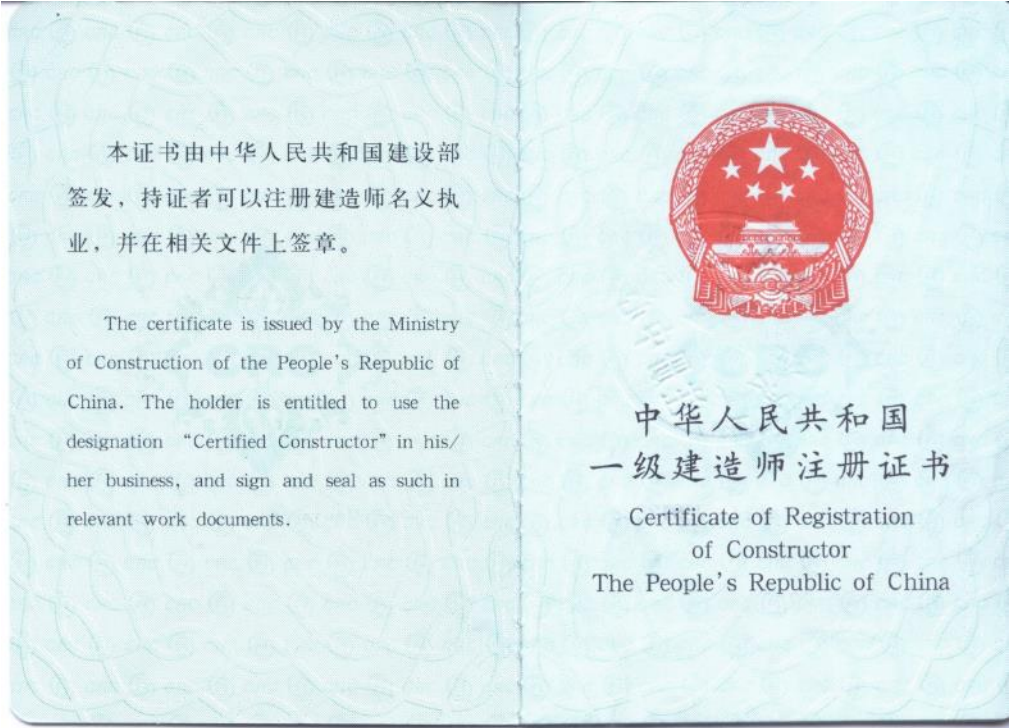 本证书由中华人民共和国建设部
签发，持证者可以注册建造师名义执
业，并在相关文件上签章。
The certificate is issued by the Ministry
of Construction of the People's Republic of
China. The holder is entitled to use the
designation “Certified Constructor” in his/
her business, and sign and seal as such in
relevant work documents.
中华人民共和国
一级建造师注册证书
Certificate of Registration
of Constructor
The People's Republic of China